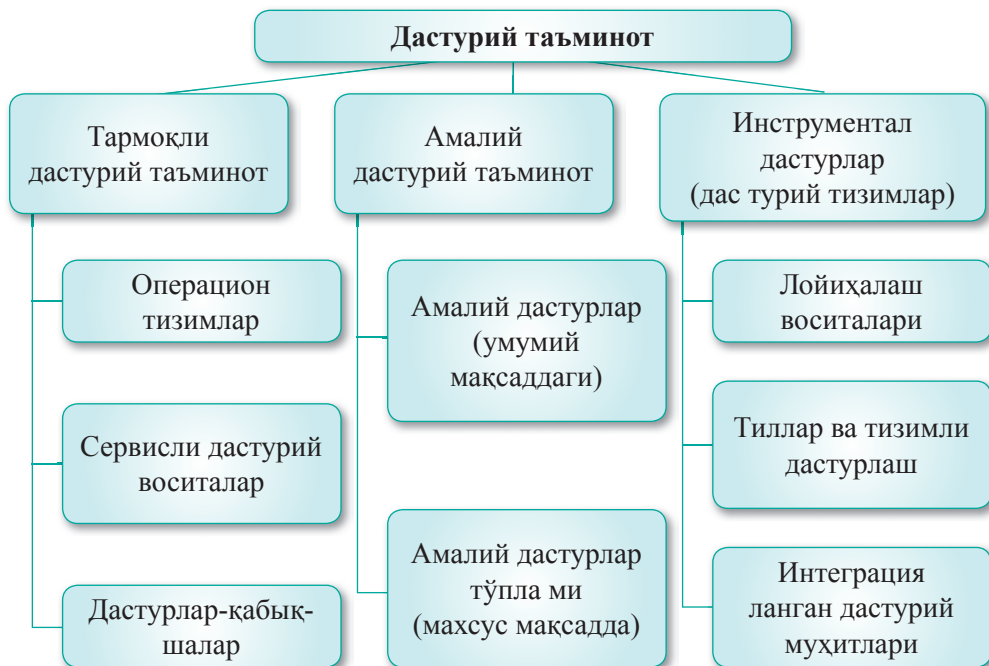 Дастурий таъминот
Тармоқли
дастурий таъминот
Амалий
дастурий таъминот
Инструментал
дастурлар
(дас турий тизимлар)
Операцион
тизимлар
Сервисли дастурий
воситалар
Дастурлар-қабық-
шалар
Амалий дастурлар
(умумий
мақсаддаги)
Амалий дастурлар
тўпла ми
(махсус мақсадда)
Лойиҳалаш
воситалари
Тиллар ва тизимли
дастурлаш
Интеграция
ланган дастурий
муҳитлари